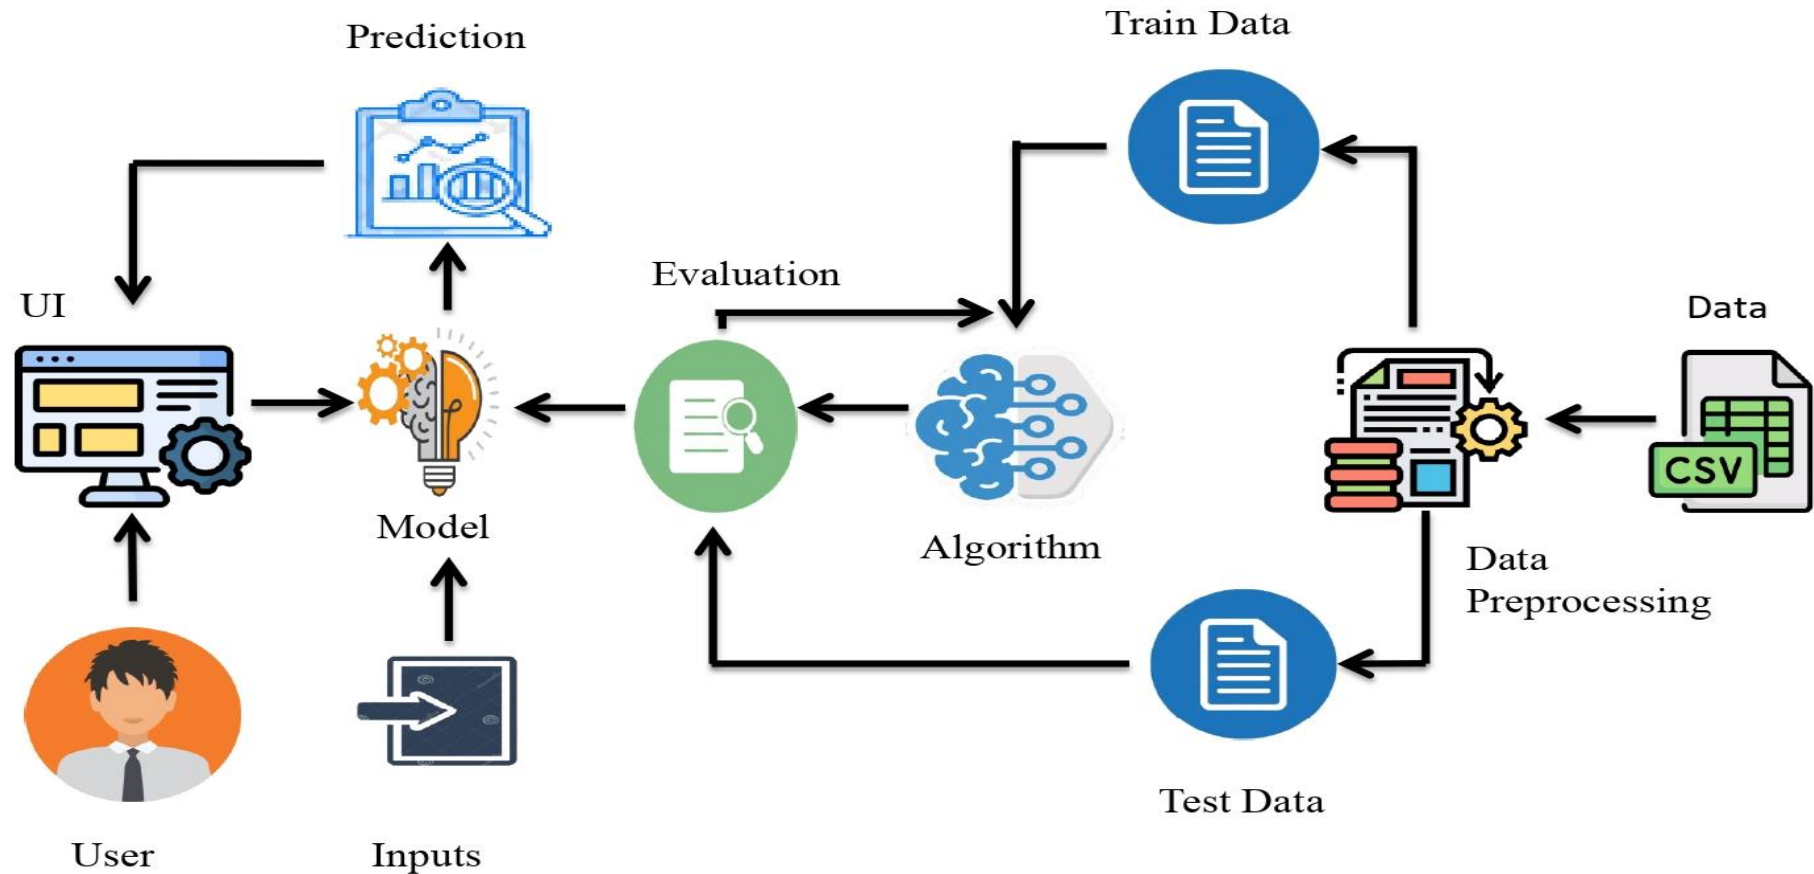 Train Data
Prediction
Evaluation
UI
Data
CSV
Model
Algorithm
Data
Preprocessing
Test Data
User
Inputs